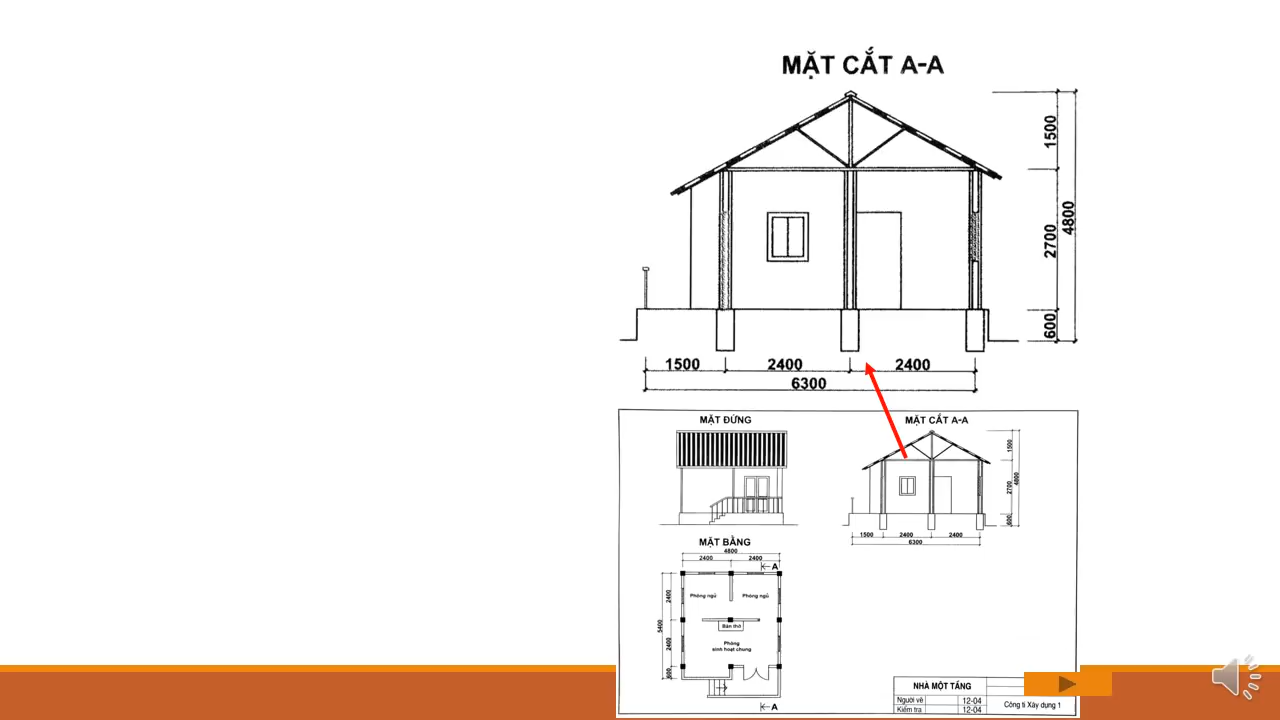 MẶT CẮT A-A
1500
2700
4800
600
1500 2400 2400
6300
MẶT ĐỨNG
MẶT CẮT A-A
1500
2700
4800
600
1500 2400 2400
6300
MẶT BẰNG
4800
2400 2400
A
2400
5400
2400
600
Phòng ngủ Phòng ngủ
Bàn thờ
Phòng
sinh hoạt chung
A
NHÀ MỘT TẦNG
Người vẽ 12-04
Kiểm tra 12-04
Công ti Xây dựng 1